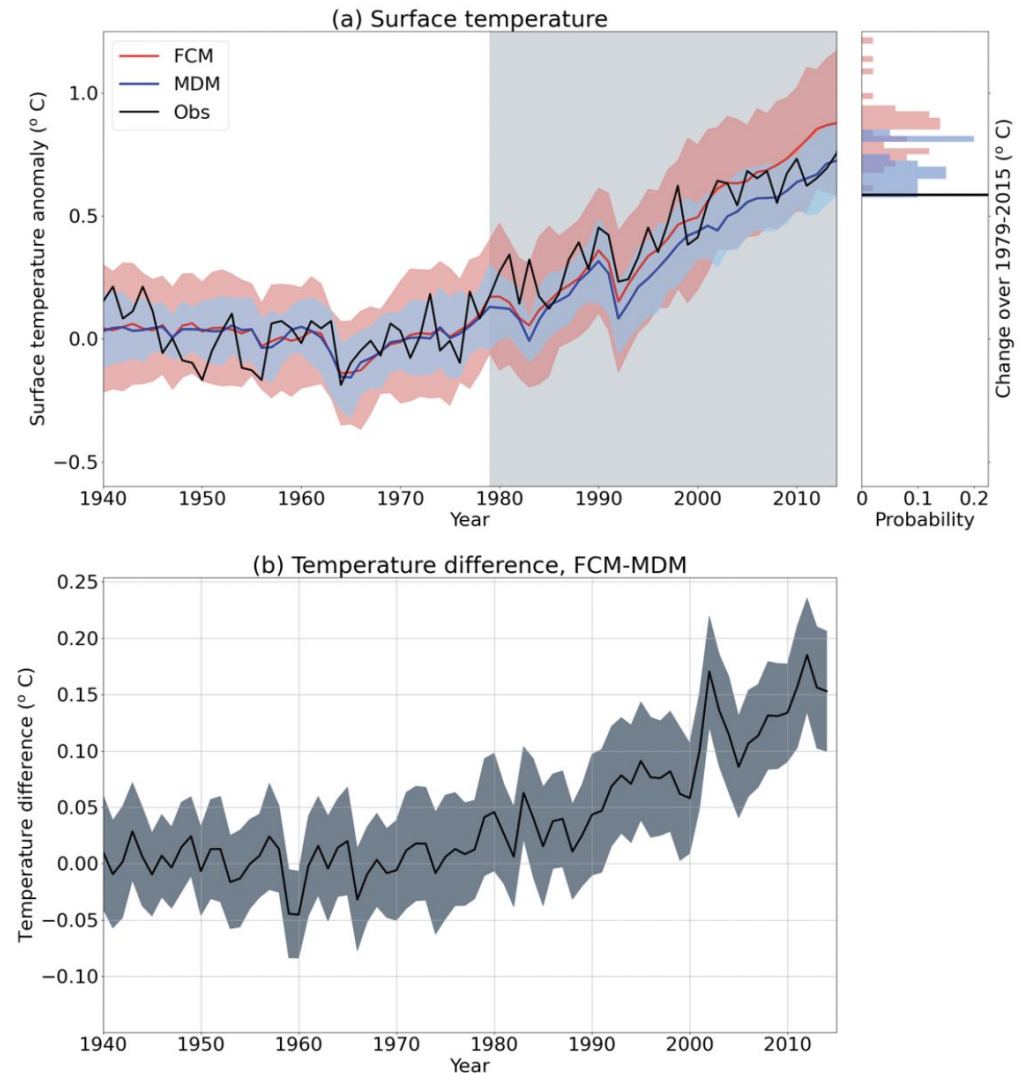 (a) Surface temperature
FCM
MDM
Obs
Surface temperature anomaly (° C)
1.0
0.5
0.0
−0.5
1940 1950 1960 1970 1980 1990 2000 2010
Year
Change over 1979-2015 (° C)
0 0.1 0.2
Probability
(b) Temperature difference, FCM-MDM
Temperature difference (° C)
0.25
0.20
0.15
0.10
0.05
0.00
−0.05
−0.10
1940 1950 1960 1970 1980 1990 2000 2010
Year